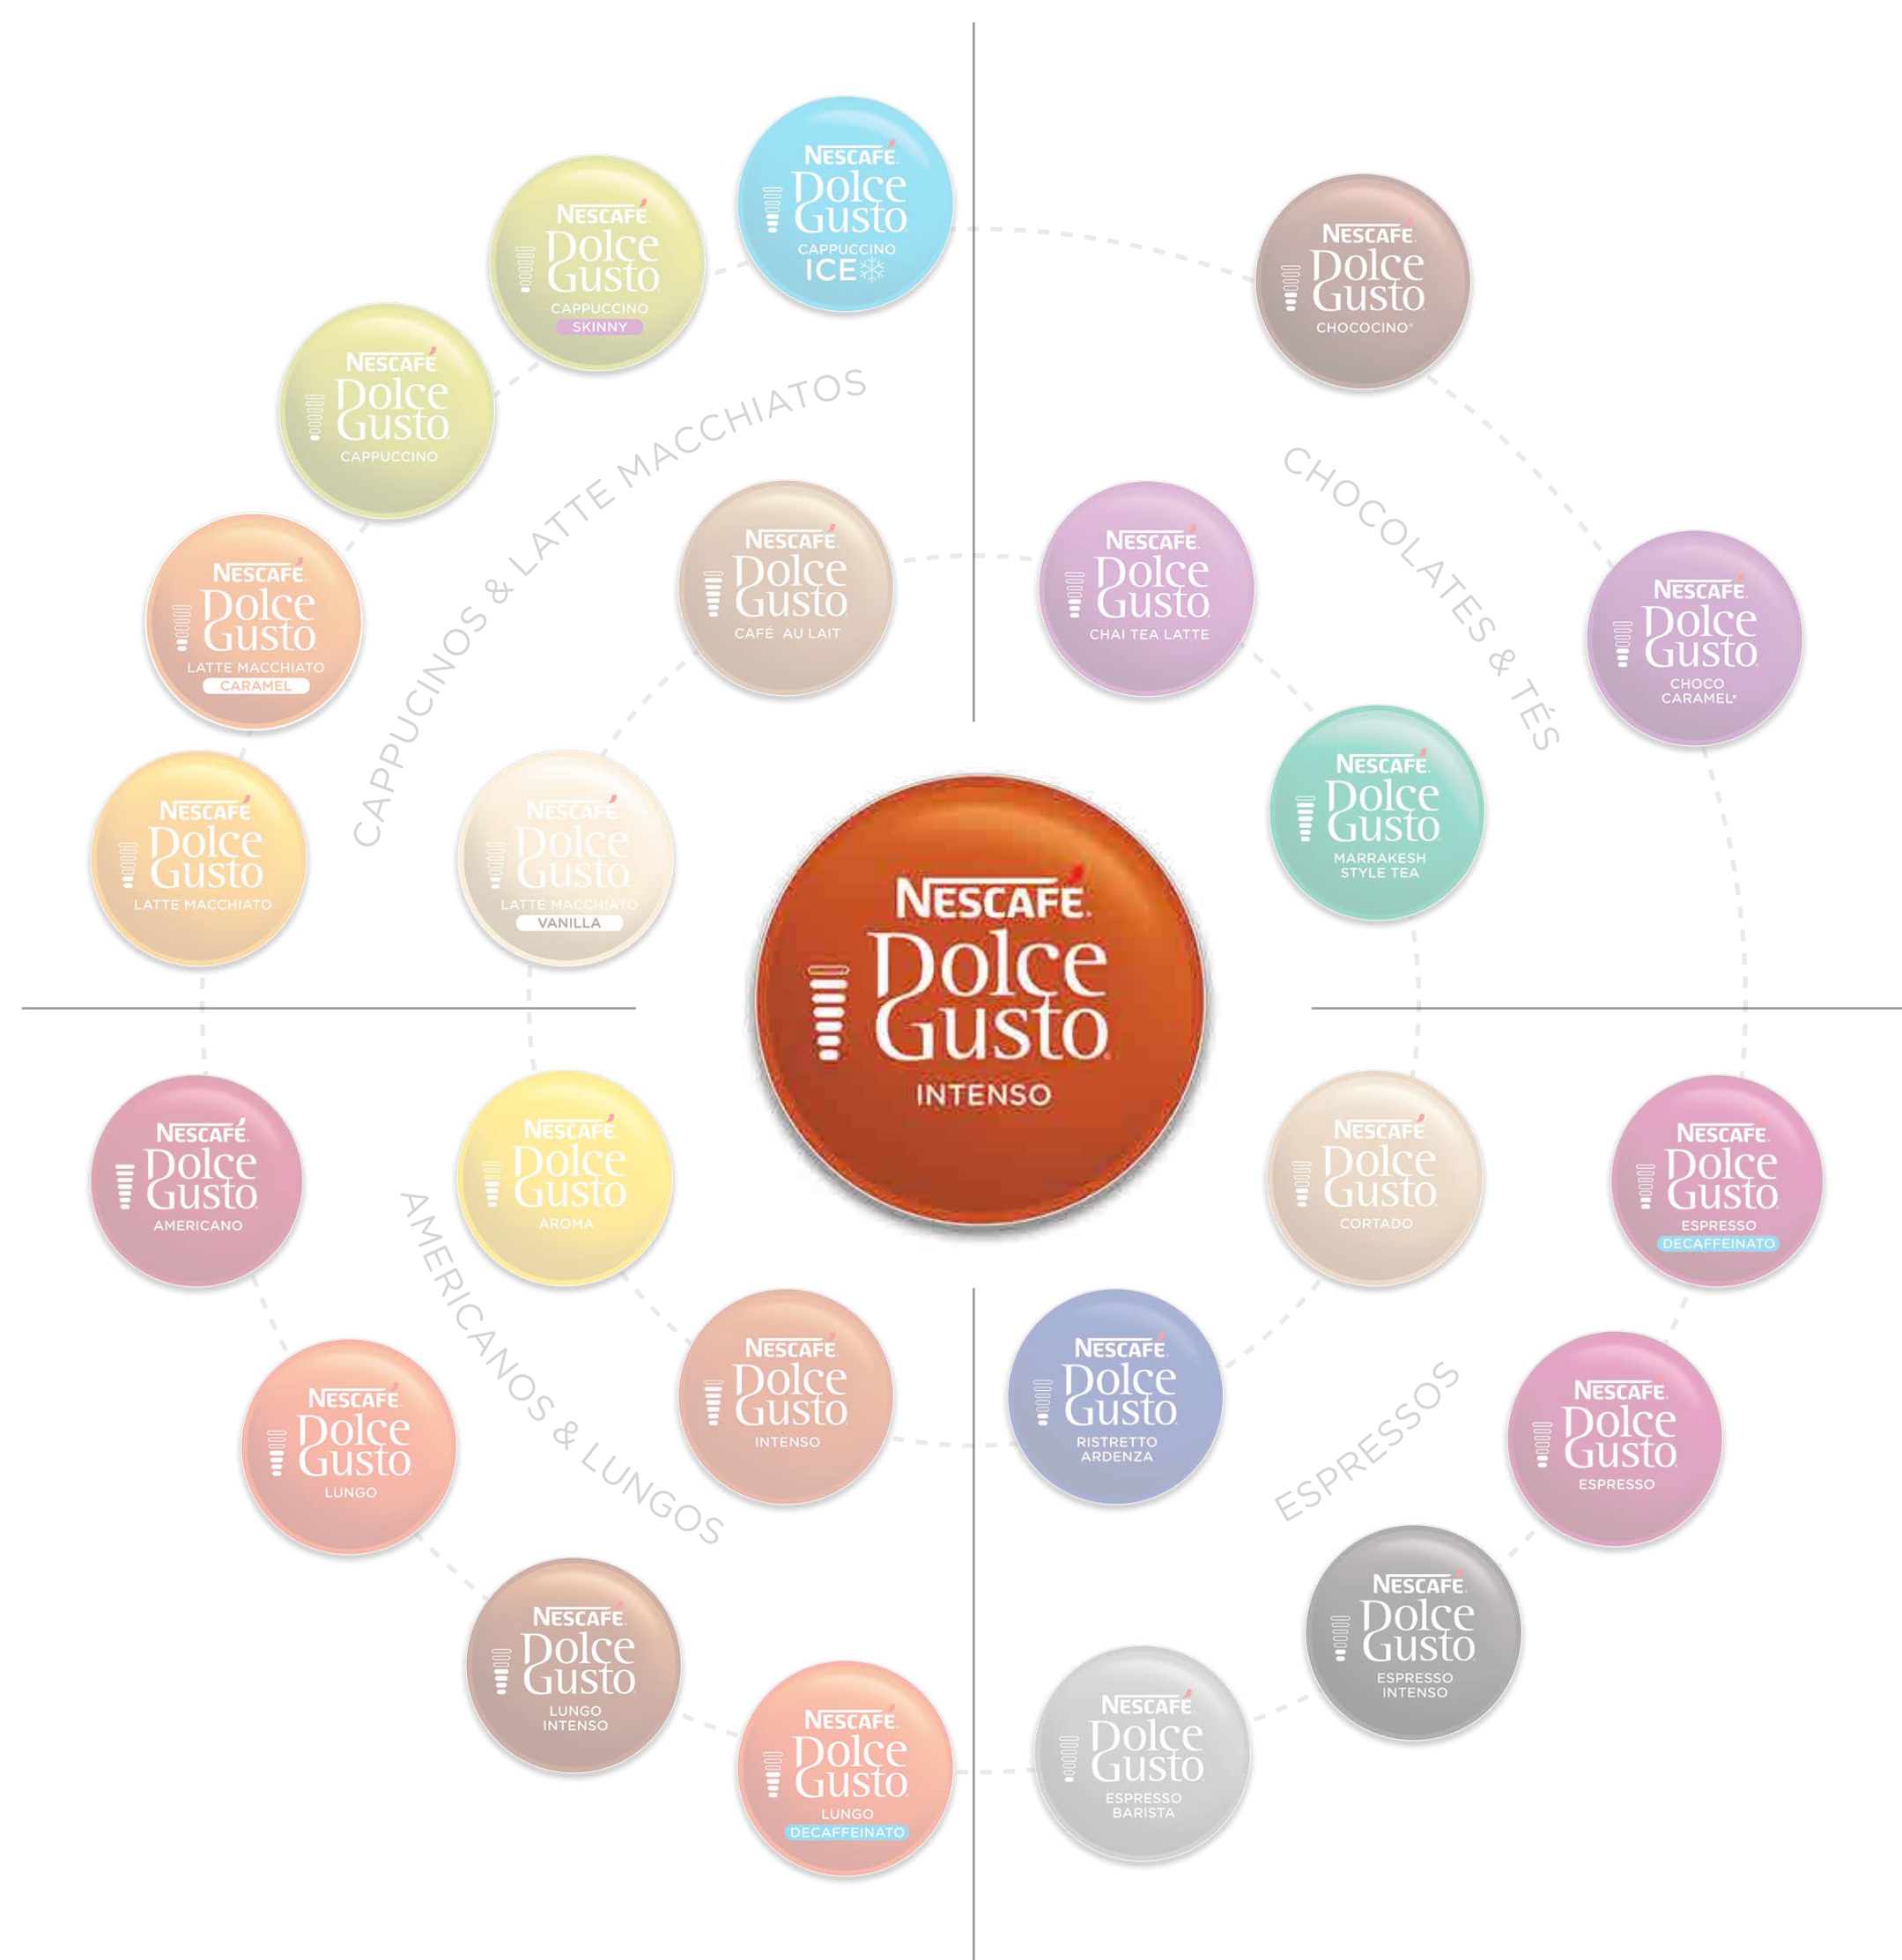 NESCAFÉ.
Dolce
Gusto
CAPPUCCINO
ICE
NESCAFÉ.
Dolce
Gusto
CAPPUCCINO
SKINNY
NESCAFÉ.
Dolce
Gusto
CAPPUCCINO
NESCAFÉ.
Dolce
Gusto
LATTE MACCHIATO
CARAMEL
NESCAFÉ.
Dolce
Gusto
LATTE MACCHIATO
CAPPUCINOS & LATTE MACCHIATOS
NESCAFÉ.
Dolce
Gusto
CAFÉ AU LAIT
NESCAFÉ.
Dolce
Gusto
LATTE MACCHIATO
VANILLA
NESCAFÉ.
Dolce
Gusto
CHOCOCINO®
NESCAFÉ.
Dolce
Gusto
CHOCO
CARAMEL*
CHOCOLATES & TÉS
NESCAFÉ.
Dolce
Gusto
CHAI TEA LATTE
NESCAFÉ.
Dolce
Gusto
MARRAKESH
STYLE TEA
NESCAFÉ.
Dolce
Gusto
INTENSO
NESCAFÉ.
Dolce
Gusto
AMERICANO
NESCAFÉ.
Dolce
Gusto
AROMA
NESCAFÉ.
Dolce
Gusto
INTENSO
AMERICANOS & LUNGOS
NESCAFÉ.
Dolce
Gusto
LUNGO
NESCAFÉ.
Dolce
Gusto
LUNGO
INTENSO
NESCAFÉ.
Dolce
Gusto
LUNGO
DECAFFEINATO
NESCAFÉ.
Dolce
Gusto
CORTADO
NESCAFÉ.
Dolce
Gusto
ESPRESSO
DECAFFEINATO
NESCAFÉ.
Dolce
Gusto
RISTRETTO
ARDENZA
ESPRESSOS
NESCAFÉ.
Dolce
Gusto
ESPRESSO
NESCAFÉ.
Dolce
Gusto
ESPRESSO
INTENSO
NESCAFÉ.
Dolce
Gusto
ESPRESSO
BARISTA